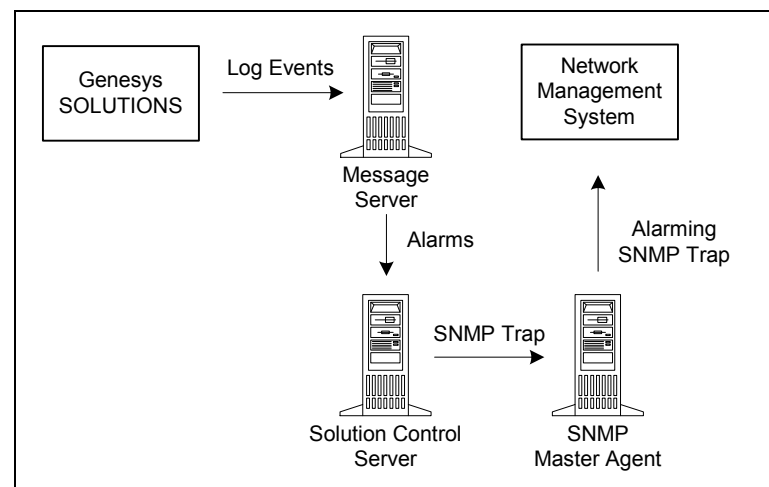 Genesys
SOLUTIONS
Log Events
Message
Server
Network
Management
System
Alarms
Alarming
SNMP Trap
SNMP Trap
Solution Control
Server
SNMP
Master Agent